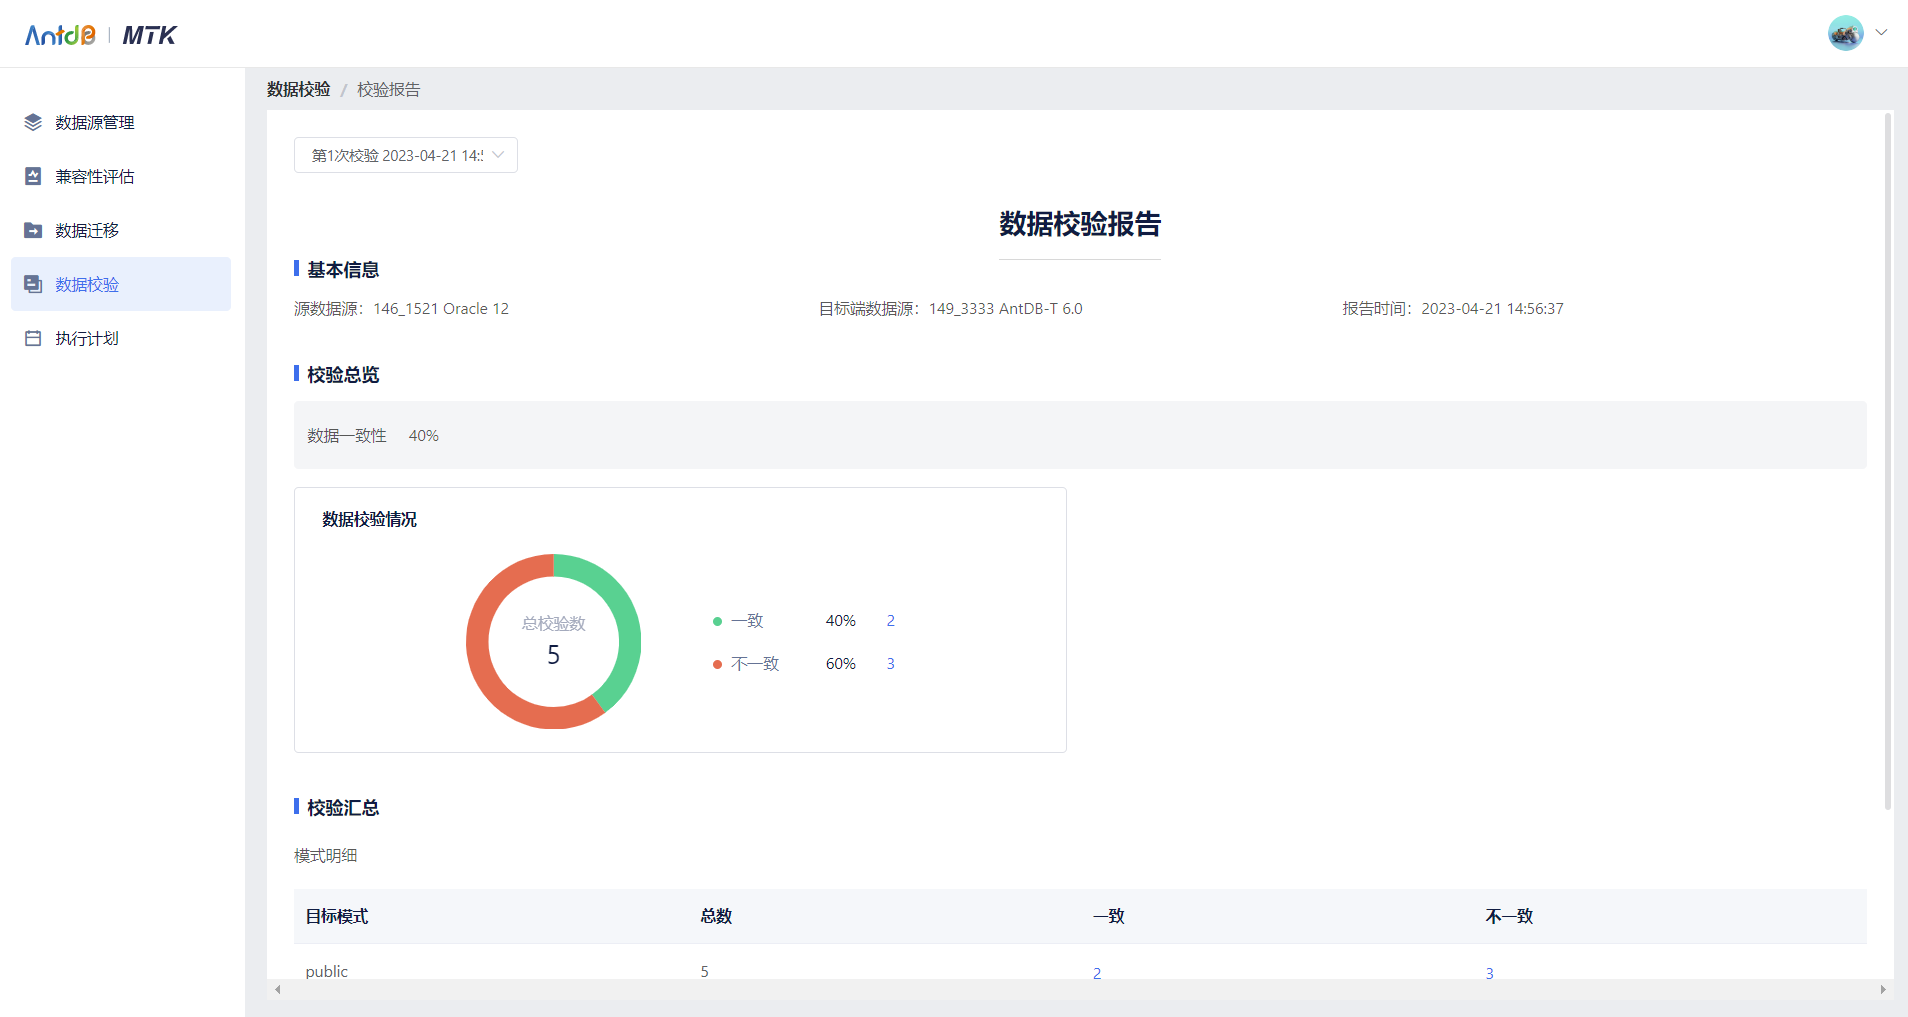 AntdB | MTK
数据源管理
兼容性评估
数据迁移
数据校验
执行计划
数据校验 / 校验报告
第1次校验 2023-04-21 14:5
数据校验报告
基本信息
源数据源：146_1521 Oracle 12 目标端数据源：149_3333 AntDB-T 6.0 报告时间：2023-04-21 14:56:37
校验总览
数据一致性 40%
数据校验情况
总校验数
5
一致 40% 2
不一致 60% 3
校验汇总
模式明细
目标模式 总数 一致 不一致
public 5 2 3